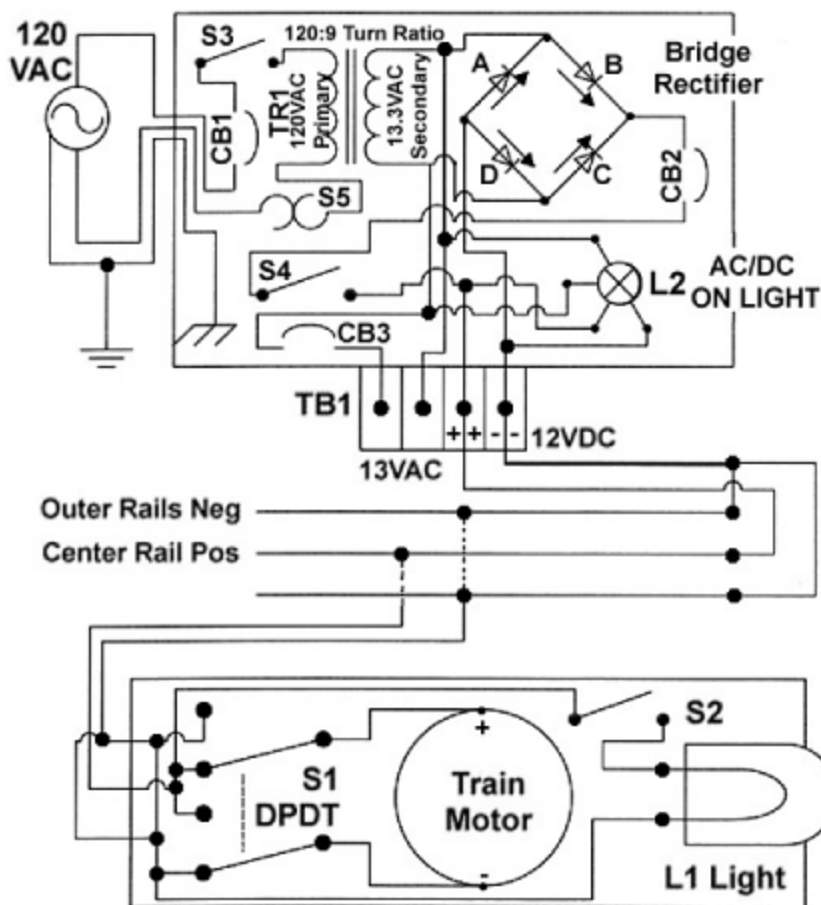 120
VAC
S3
120:9 Turn Ratio
TR1
120VAC
Primary
13.3VAC
Secondary
A
B
Bridge
Rectifier
CB1
D
C
CB2
S5
S4
L2
AC/DC
ON LIGHT
CB3
TB1
+ + - -
12VDC
13VAC
Outer Rails Neg
Center Rail Pos
S2
+
S1
DPDT
Train
Motor
-
L1 Light